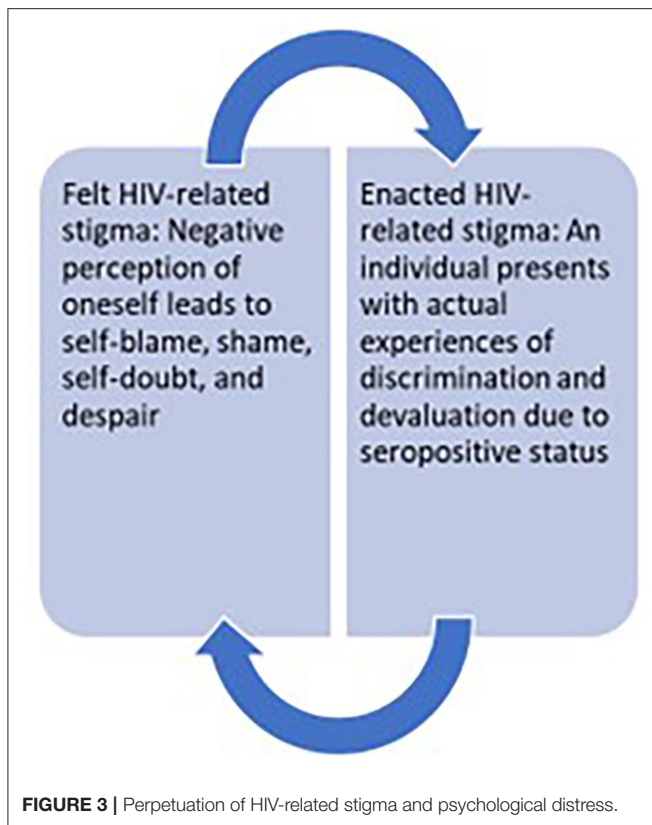 Felt HIV-related
stigma: Negative
perception of
oneself leads to
self-blame, shame,
self-doubt, and
despair
Enacted HIV-
related stigma: An
individual presents
with actual
experiences of
discrimination and
devaluation due to
seropositive status
FIGURE 3 | Perpetuation of HIV-related stigma and psychological distress.